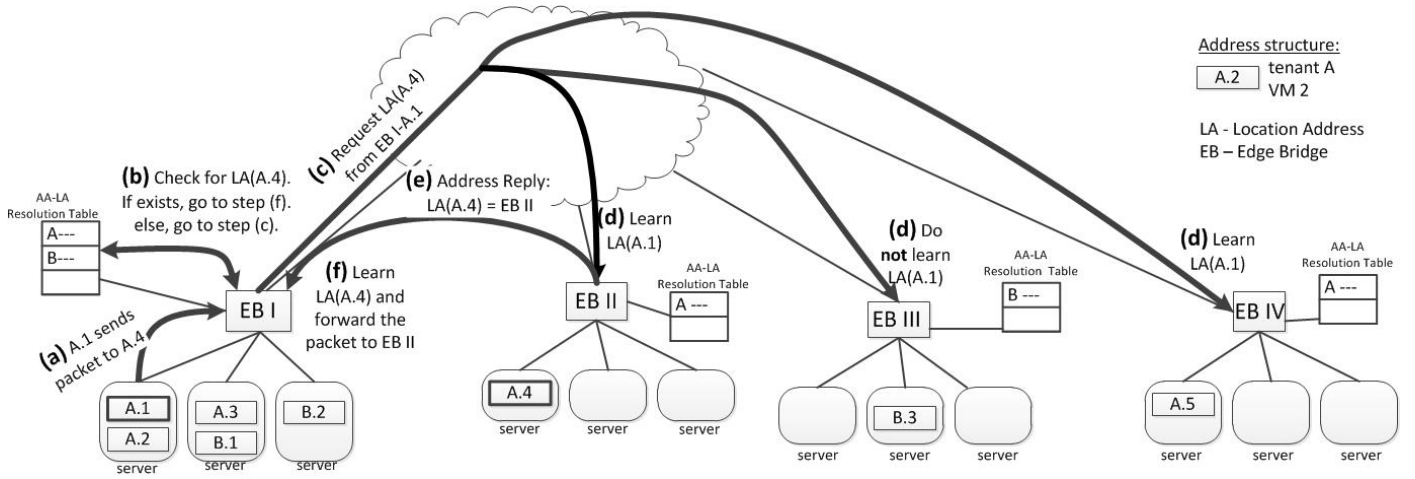 Address structure:
A.2
tenant A
VM 2
LA - Location Address
EB – Edge Bridge
(c) Request LA(A.4)
from EB I-A.1
(b) Check for LA(A.4).
If exists, go to step (f).
else, go to step (c).
(e) Address Reply:
LA(A.4) = EB II
AA-LA
Resolution Table
A---
B---
(d) Learn
LA(A.1)
(d) Do
not learn
LA(A.1)
(d) Learn
LA(A.1)
(f) Learn
LA(A.4) and
forward the
packet to EB II
AA-LA
Resolution Table
A ---
AA-LA
Resolution Table
B ---
AA-LA
Resolution Table
A ---
EB I
EB II
EB III
EB IV
(a) A.1 sends
packet to A.4
A.1
A.2
server
A.3
B.1
server
B.2
server
A.4
server
server
server
server
B.3
server
server
A.5
server
server
server